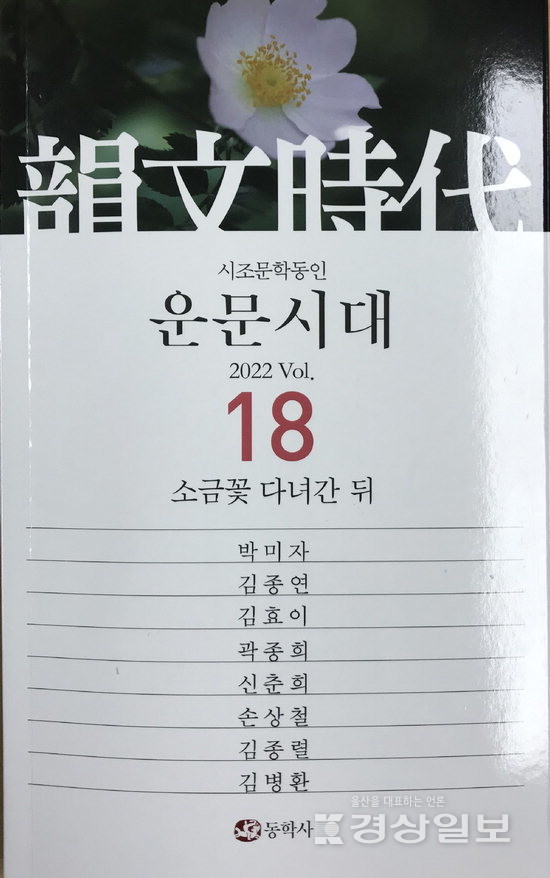 韻文時代
시조문학동인
운문시대
2022 Vol.
18
소금꽃 다녀간 뒤
박미자
김종연
김효이
곽종희
신춘희
손상철
김종렬
김병환
동학사
울산을 대표하는 언론
경상일보